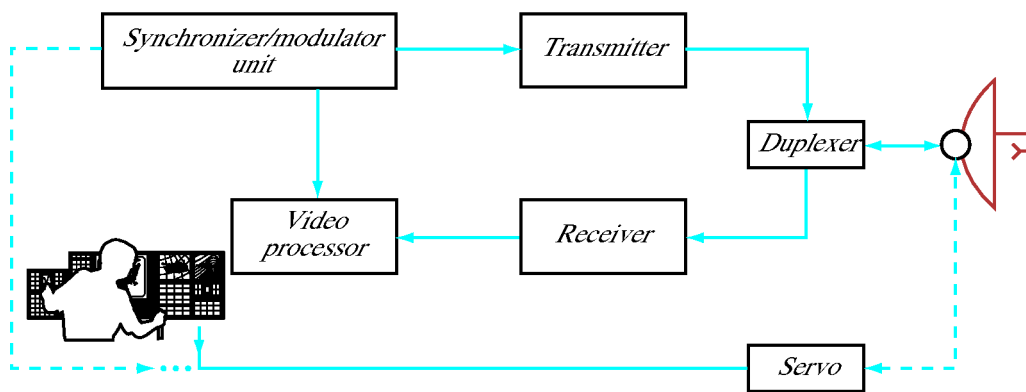 Synchronizer/modulator
unit
Transmitter
Duplexer
Video
processor
Receiver
Servo